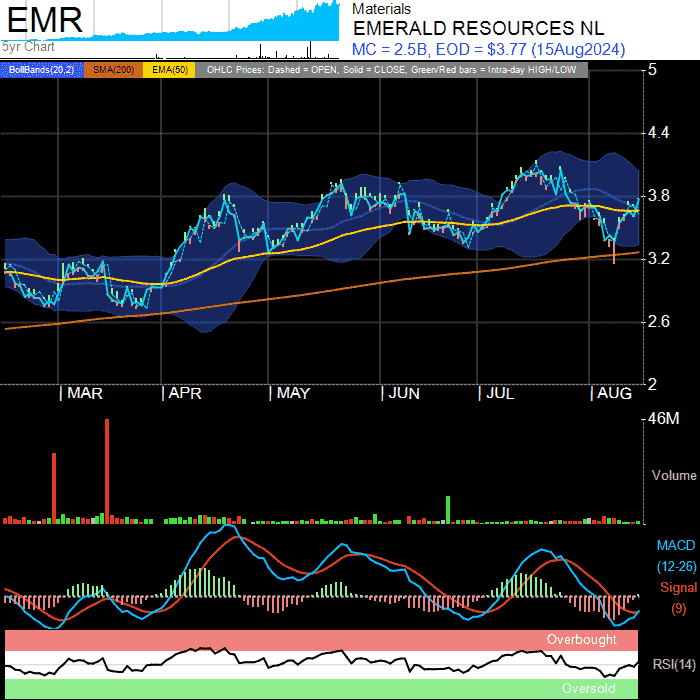 EMR
5yr Chart
Materials
EMERALD RESOURCES NL
MC = 2.5B, EOD = $3.77 (15Aug2024)
BollBands(20,2) SMA(200) EMA(50) OHLC Prices: Dashed = OPEN, Solid = CLOSE, Green/Red bars = Intra-day HIGH/LOW
5
4.4
3.8
3.2
2.6
2
MAR APR MAY JUN JUL AUG
46M
Volume
MACD
(12-26)
Signal
(9)
Overbought
RSI(14)
Oversold